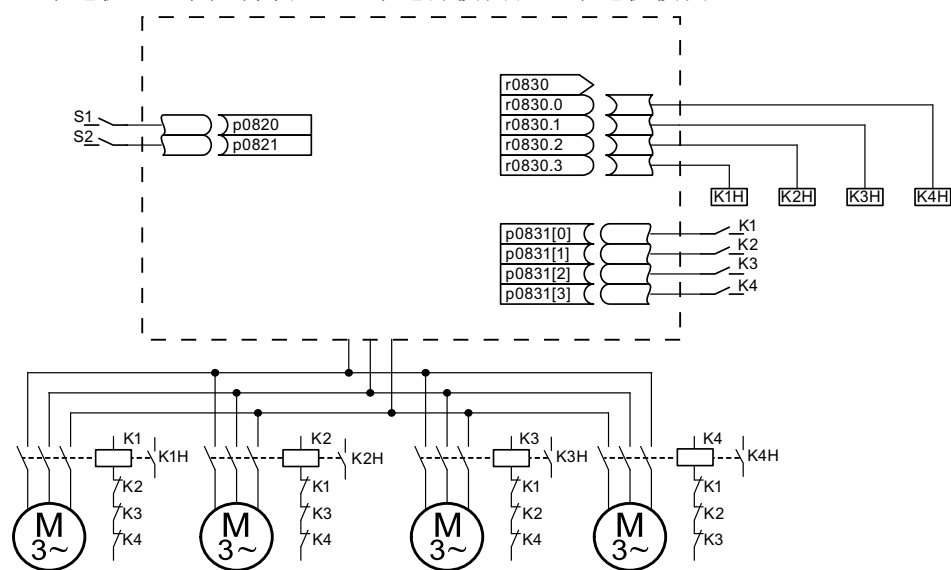 r0830
r0830.0
r0830.1
r0830.2
r0830.3
S1
S2
p0820
p0821
K1H
K2H
K3H
K4H
p0831[0]
p0831[1]
p0831[2]
p0831[3]
K1
K2
K3
K4
K1
K1H
K2
K3
K4
M
3~
K2
K2H
K1
K3
K4
M
3~
K3
K3H
K1
K2
K4
M
3~
K4
K4H
K1
K2
K3
M
3~